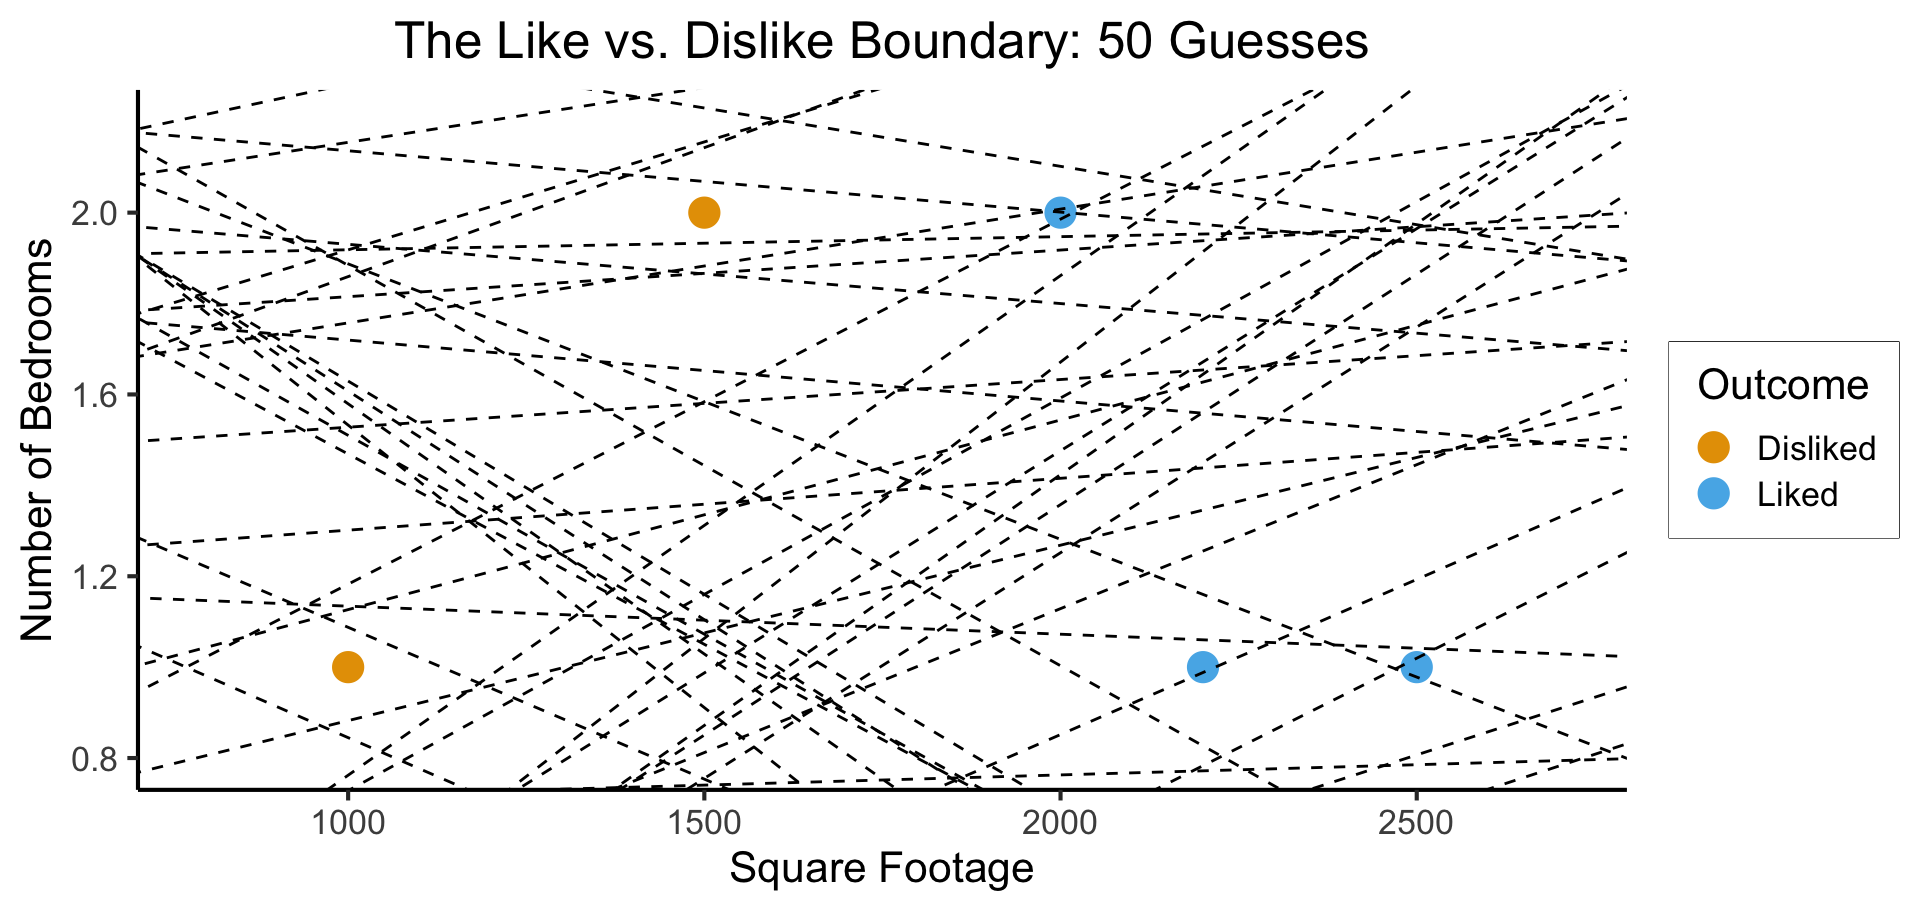 The Like vs. Dislike Boundary: 50 Guesses
Number of Bedrooms
2.0
1.6
1.2
0.8
1000 1500 2000 2500
Square Footage
Outcome
Disliked
Liked